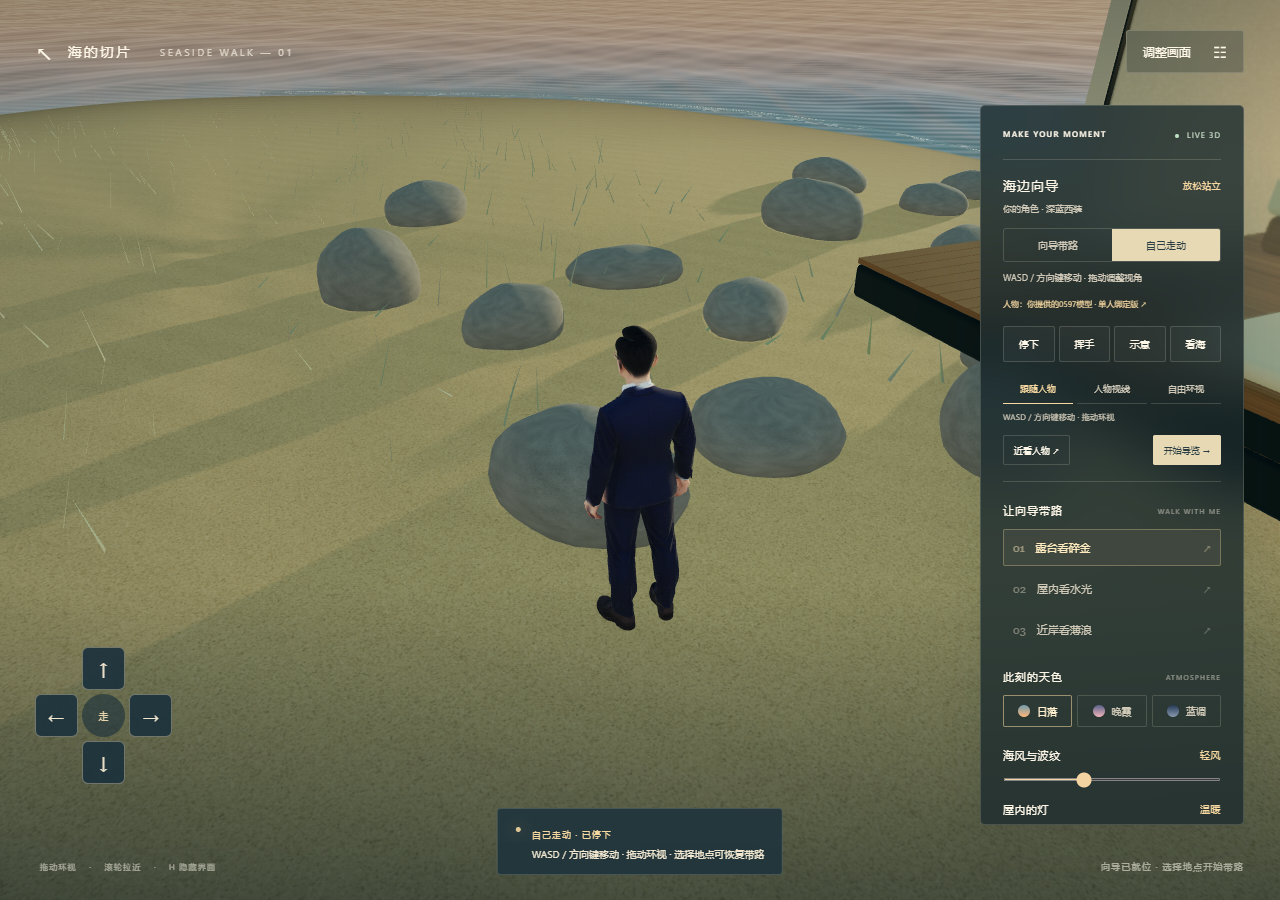 ↖ 海的切片 SEASIDE WALK — 01
调整画面 ☷
MAKE YOUR MOMENT LIVE 3D
海边向导 放松站立
你的角色 · 深蓝西装
向导带路 自己走动
WASD / 方向键移动 · 拖动调整视角
人物：你提供的0597模型 · 单人绑定版 ↗
停下 挥手 示意 看海
跟随人物 人物视线 自由环视
WASD / 方向键移动 · 拖动环视
近看人物 ↗ 开始导览 →
让向导带路 WALK WITH ME
01 露台看碎金 ↗
02 屋内看水光 ↗
03 近岸看薄浪 ↗
此刻的天色 ATMOSPHERE
日落 晚霞 蓝调
海风与波纹 轻风
屋内的灯 温暖
↑
← 走 →
↓
自己走动 · 已停下
WASD / 方向键移动 · 拖动环视 · 选择地点可恢复带路
拖动环视 · 滚轮拉近 · H 隐藏界面
向导已就位 · 选择地点开始带路